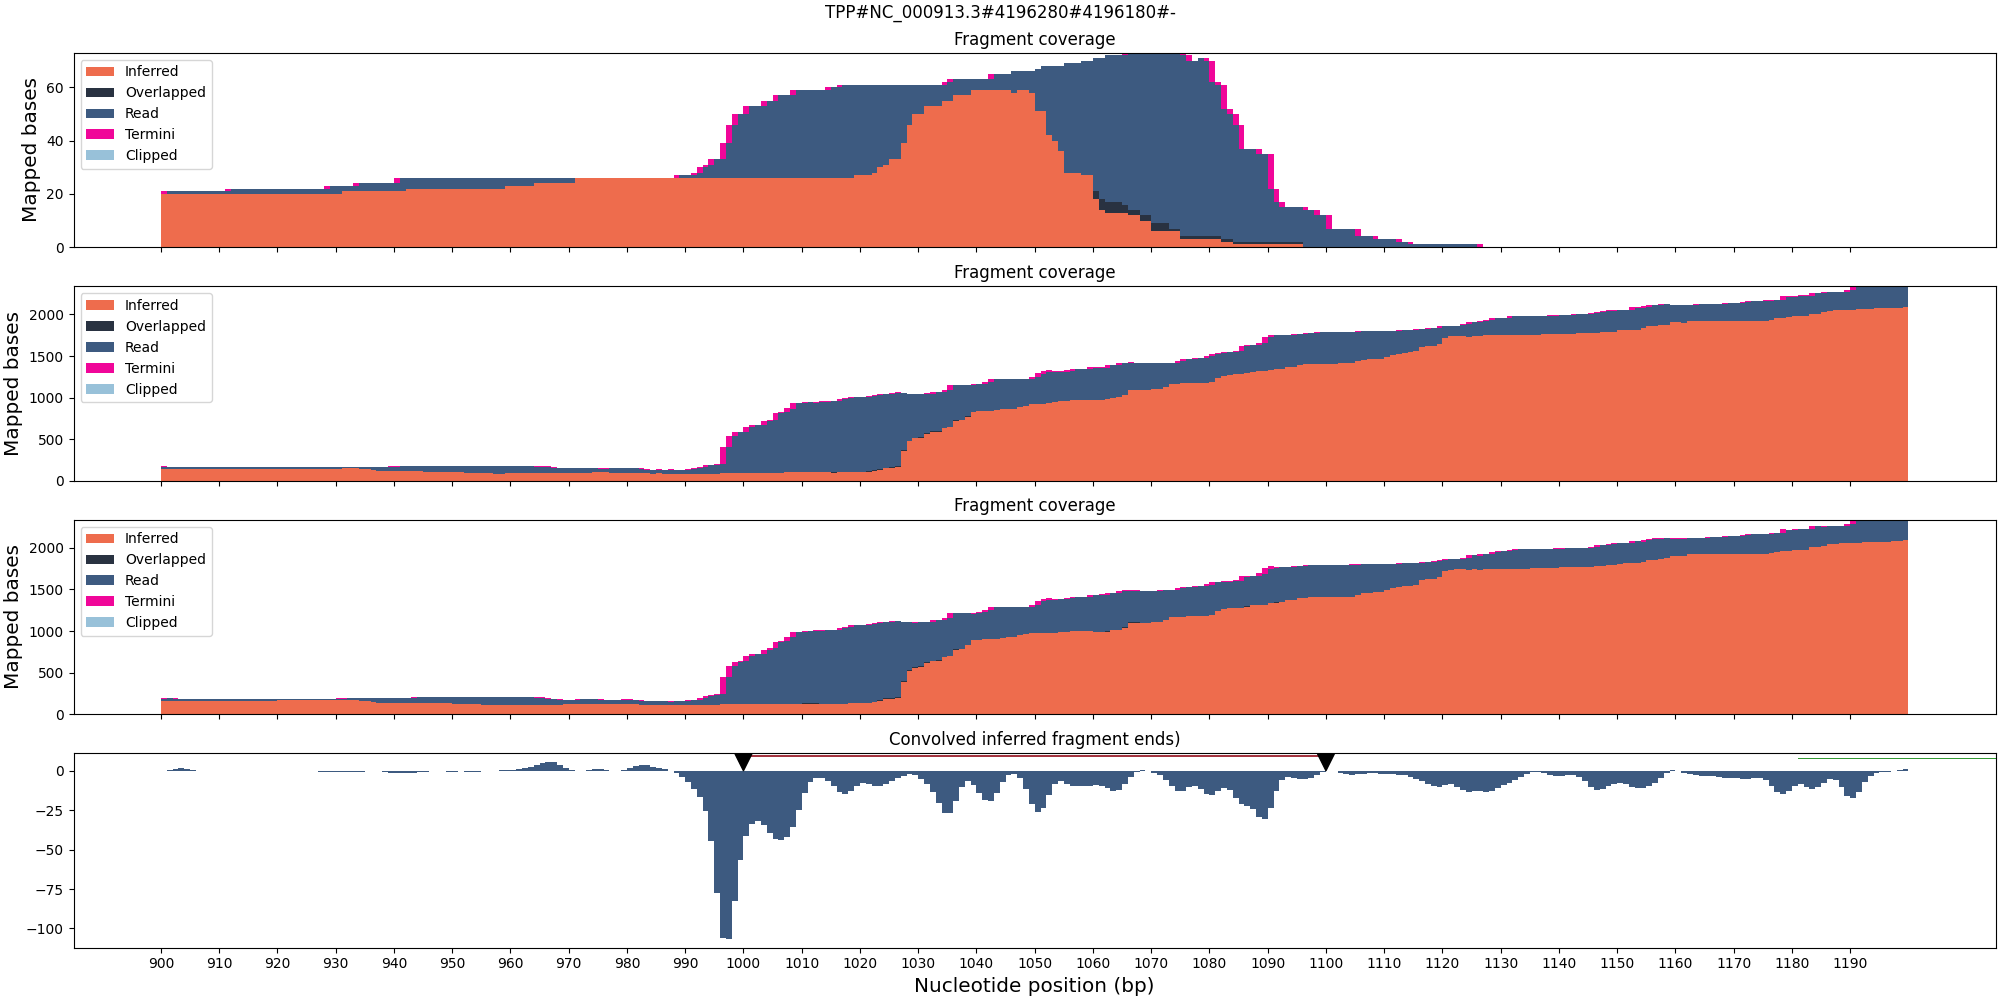 TPP#NC_000913.3#4196280#4196180#-
Fragment coverage
Mapped bases
60
40
20
0
Inferred
Overlapped
Read
Termini
Clipped
Fragment coverage
Mapped bases
2000
1500
1000
500
0
Inferred
Overlapped
Read
Termini
Clipped
Fragment coverage
Mapped bases
2000
1500
1000
500
0
Inferred
Overlapped
Read
Termini
Clipped
Convolved inferred fragment ends)
0
−25
−50
−75
−100
900 910 920 930 940 950 960 970 980 990 1000 1010 1020 1030 1040 1050 1060 1070 1080 1090 1100 1110 1120 1130 1140 1150 1160 1170 1180 1190
Nucleotide position (bp)